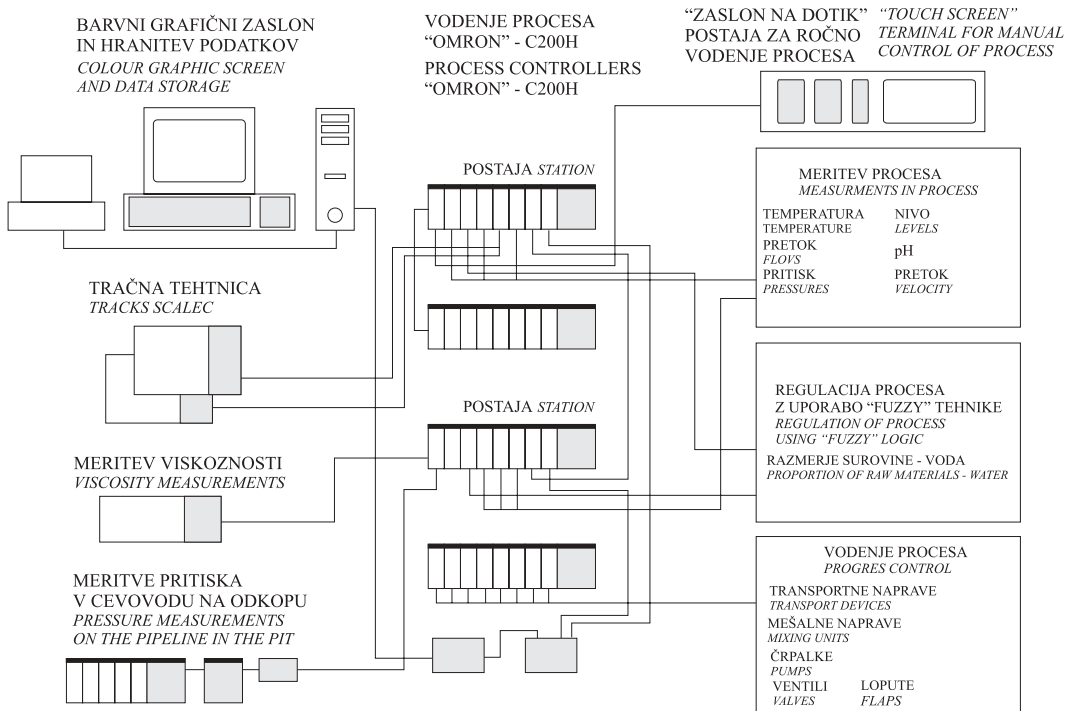 BARVNI GRAFIČNI ZASLON
IN HRANITEV PODATKOV
COLOUR GRAPHIC SCREEN
AND DATA STORAGE
VODENJE PROCESA
“OMRON” - C200H
PROCESS CONTROLLERS
“OMRON” - C200H
“ZASLON NA DOTIK”
POSTAJA ZA ROČNO
VODENJE PROCESA
“TOUCH SCREEN”
TERMINAL FOR MANUAL
CONTROL OF PROCESS
POSTAJA STATION
MERITEV PROCESA
MEASURMENTS IN PROCESS
TEMPERATURA NIVO
TEMPERATURE LEVELS
PRETOK pH
FLOVS
PRITISK PRETOK
PRESSURES VELOCITY
TRAČNA TEHTNICA
TRACKS SCALEC
POSTAJA STATION
REGULACIJA PROCESA
Z UPORABO “FUZZY” TEHNIKE
REGULATION OF PROCESS
USING “FUZZY” LOGIC
RAZMERJE SUROVINE - VODA
PROPORTION OF RAW MATERIALS - WATER
MERITEV VISKOZNOSTI
VISCOSITY MEASUREMENTS
MERITVE PRITISKA
V CEVOVODU NA ODKOPU
PRESSURE MEASUREMENTS
ON THE PIPELINE IN THE PIT
VODENJE PROCESA
PROGRES CONTROL
TRANSPORTNE NAPRAVE
TRANSPORT DEVICES
MEŠALNE NAPRAVE
MIXING UNITS
ČRPALKE
PUMPS
VENTILI LOPUTE
VALVES FLAPS